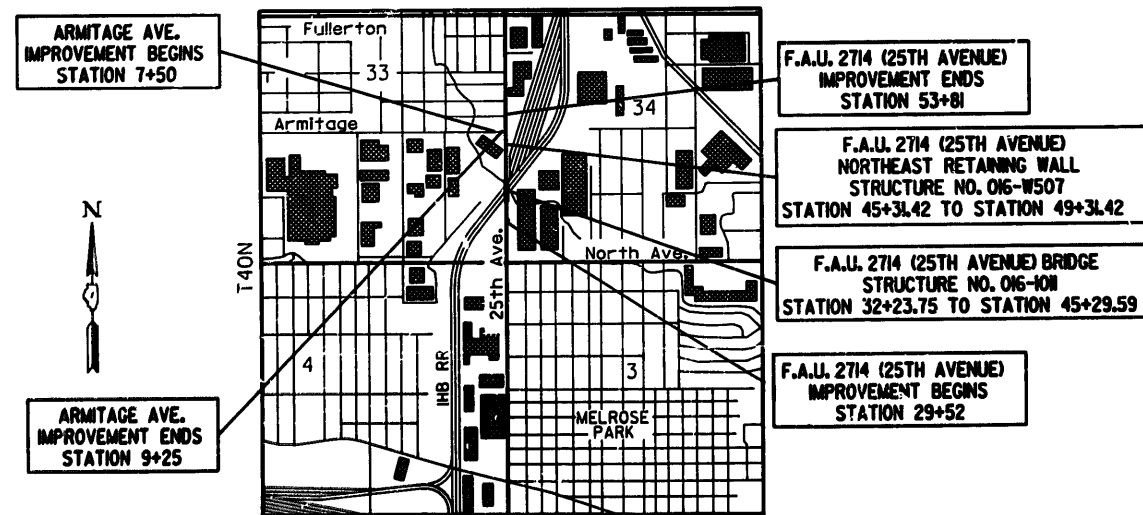 ARMITAGE AVE.
IMPROVEMENT BEGINS
STATION 7+50
Fullerton
33
Armitage
34
F.A.U. 2714 (25TH AVENUE)
IMPROVEMENT ENDS
STATION 53+81
F.A.U. 2714 (25TH AVENUE)
NORTHEAST RETAINING WALL
STRUCTURE NO. 016-W507
STATION 45+31.42 TO STATION 49+31.42
N
T40N
25th Ave.
North Ave.
F.A.U. 2714 (25TH AVENUE) BRIDGE
STRUCTURE NO. 016-1011
STATION 32+23.75 TO STATION 45+29.59
4
IHB RR
3
MELROSE
PARK
F.A.U. 2714 (25TH AVENUE)
IMPROVEMENT BEGINS
STATION 29+52
ARMITAGE AVE.
IMPROVEMENT ENDS
STATION 9+25